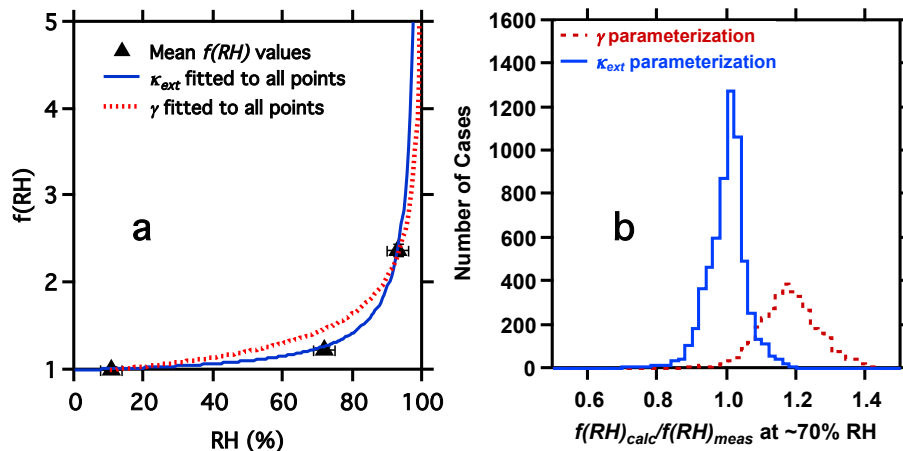 5
4
3
2
1
f(RH)
Mean f(RH) values
κext fitted to all points
γ fitted to all points
a
0 20 40 60 80 100
RH (%)
1600
1400
1200
1000
800
600
400
200
0
Number of Cases
γ parameterization
κext parameterization
b
0.6 0.8 1.0 1.2 1.4
f(RH)calc/f(RH)meas at ~70% RH